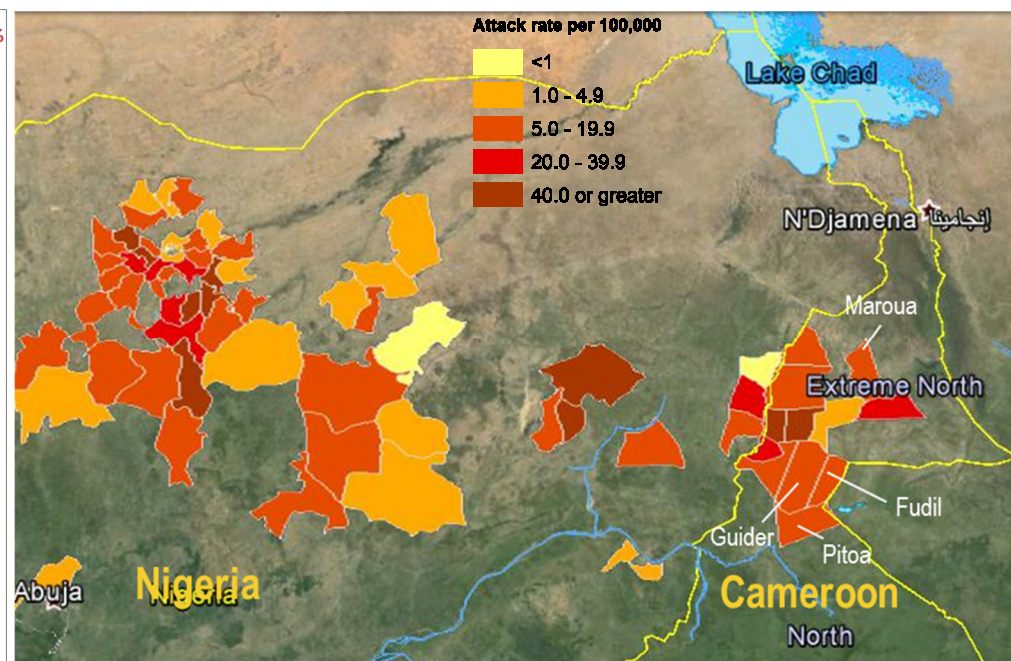 %
Attack rate per 100,000
<1
1.0 - 4.9
5.0 - 19.9
20.0 - 39.9
40.0 or greater
Lake Chad
N'Djamena إنجامينا
Maroua
Extreme North
Fudil
Guider
Pitoa
Abuja
Nigeria
Nigeria
Cameroon
North